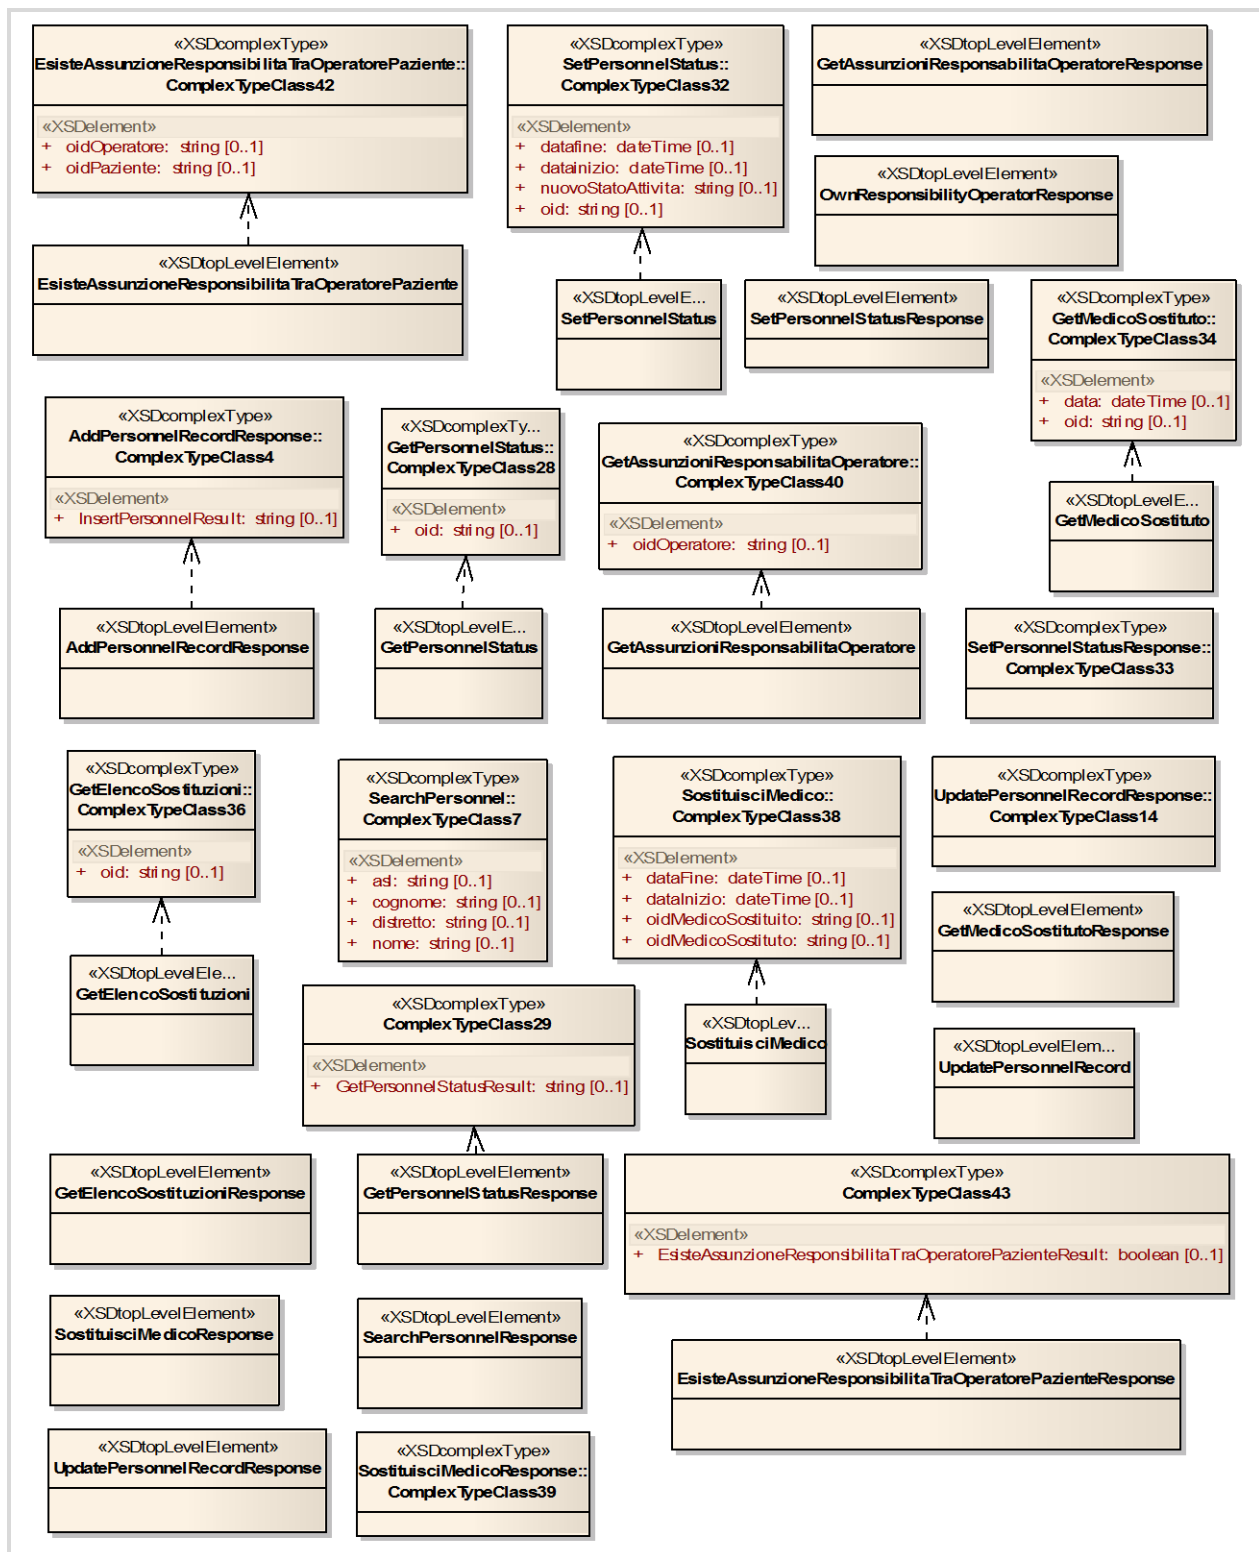 «XSDcomplexType»
EsisteAssunzioneResponsibilitaTraOperatorePaziente::
ComplexTypeClass42
«XSDelement»
+ oidOperatore: string [0..1]
+ oidPaziente: string [0..1]
«XSDtopLevelElement»
EsisteAssunzioneResponsibilitaTraOperatorePaziente
«XSDcomplexType»
SetPersonnelStatus::
ComplexTypeClass32
«XSDelement»
+ datafine: dateTime [0..1]
+ datainizio: dateTime [0..1]
+ nuovoStatoAttivita: string [0..1]
+ oid: string [0..1]
«XSDtopLevelE...
SetPersonnelStatus
«XSDtopLevelElement»
GetAssunzioniResponsabilitaOperatoreResponse
«XSDtopLevelElement»
OwnResponsibilityOperatorResponse
«XSDtopLevelElement»
SetPersonnelStatusResponse
«XSDcomplexType»
GetMedicoSostituto::
ComplexTypeClass34
«XSDelement»
+ data: dateTime [0..1]
+ oid: string [0..1]
«XSDtopLevelE...
GetMedicoSostituto
«XSDcomplexType»
AddPersonnelRecordResponse::
ComplexTypeClass4
«XSDelement»
+ InsertPersonnelResult: string [0..1]
«XSDtopLevelElement»
AddPersonnelRecordResponse
«XSDcomplexTy...
GetPersonnelStatus::
ComplexTypeClass28
«XSDelement»
+ oid: string [0..1]
«XSDtopLevelE...
GetPersonnelStatus
«XSDcomplexType»
GetAssunzioniResponsabilitaOperatore::
ComplexTypeClass40
«XSDelement»
+ oidOperatore: string [0..1]
«XSDtopLevelElement»
GetAssunzioniResponsabilitaOperatore
«XSDcomplexType»
SetPersonnelStatusResponse::
ComplexTypeClass33
«XSDcomplexType»
GetElencoSostituzioni::
ComplexTypeClass36
«XSDelement»
+ oid: string [0..1]
«XSDtopLevelEle...
GetElencoSostituzioni
«XSDcomplexType»
SearchPersonnel::
ComplexTypeClass7
«XSDelement»
+ asl: string [0..1]
+ cognome: string [0..1]
+ distretto: string [0..1]
+ nome: string [0..1]
«XSDcomplexType»
SostituisciMedico::
ComplexTypeClass38
«XSDelement»
+ dataFine: dateTime [0..1]
+ dataInizio: dateTime [0..1]
+ oidMedicoSostituito: string [0..1]
+ oidMedicoSostituto: string [0..1]
«XSDtopLev...
SostituisciMedico
«XSDcomplexType»
UpdatePersonnelRecordResponse::
ComplexTypeClass14
«XSDtopLevelElement»
GetMedicoSostitutoResponse
«XSDtopLevelElem...
UpdatePersonnelRecord
«XSDcomplexType»
ComplexTypeClass29
«XSDelement»
+ GetPersonnelStatusResult: string [0..1]
«XSDtopLevelElement»
GetElencoSostituzioniResponse
«XSDtopLevelElement»
GetPersonnelStatusResponse
«XSDcomplexType»
ComplexTypeClass43
«XSDelement»
+ EsisteAssunzioneResponsibilitaTraOperatorePazienteResult: boolean [0..1]
«XSDtopLevelElement»
EsisteAssunzioneResponsibilitaTraOperatorePazienteResponse
«XSDtopLevelElement»
SostituisciMedicoResponse
«XSDtopLevelElement»
SearchPersonnelResponse
«XSDtopLevelElement»
UpdatePersonnelRecordResponse
«XSDcomplexType»
SostituisciMedicoResponse::
ComplexTypeClass39